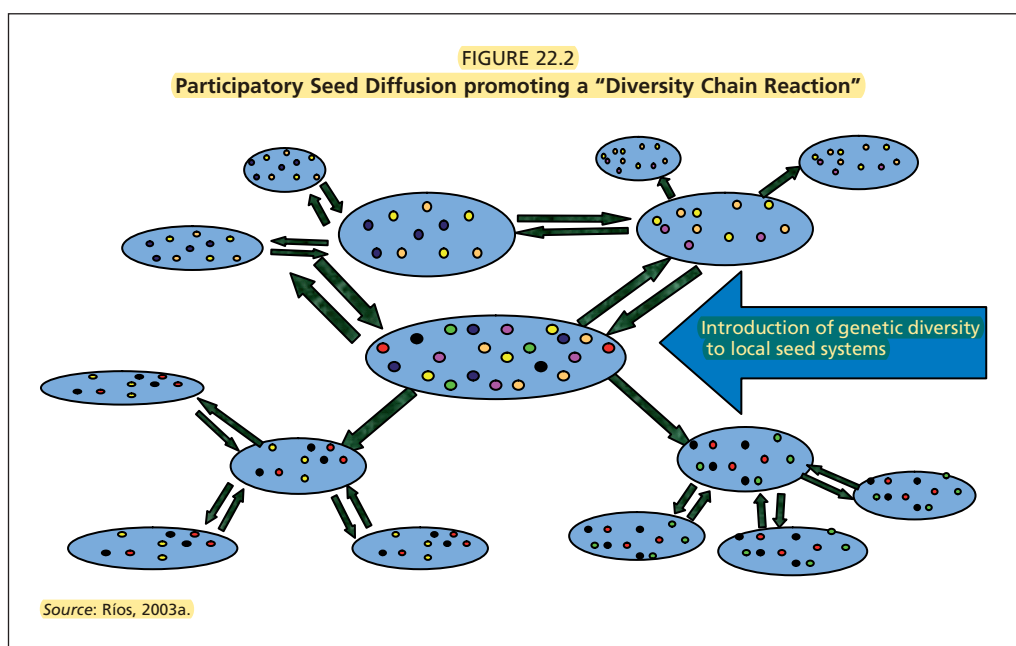 FIGURE 22.2
Participatory Seed Diffusion promoting a “Diversity Chain Reaction”
Introduction of genetic diversity
to local seed systems
Source: Ríos, 2003a.